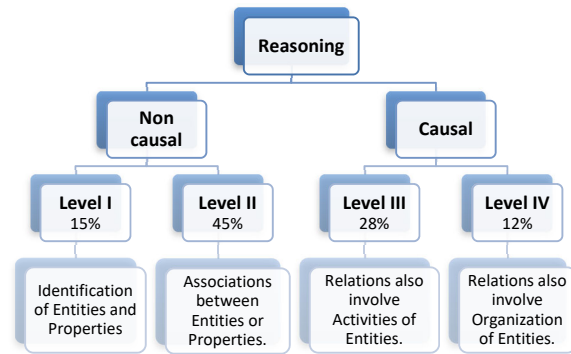 Reasoning
Non
causal
Causal
Level I
15%
Level II
45%
Level III
28%
Level IV
12%
Identification
of Entities and
Properties
Associations
between
Entities or
Properties.
Relations also
involve
Activities of
Entities.
Relations also
involve
Organization
of Entities.